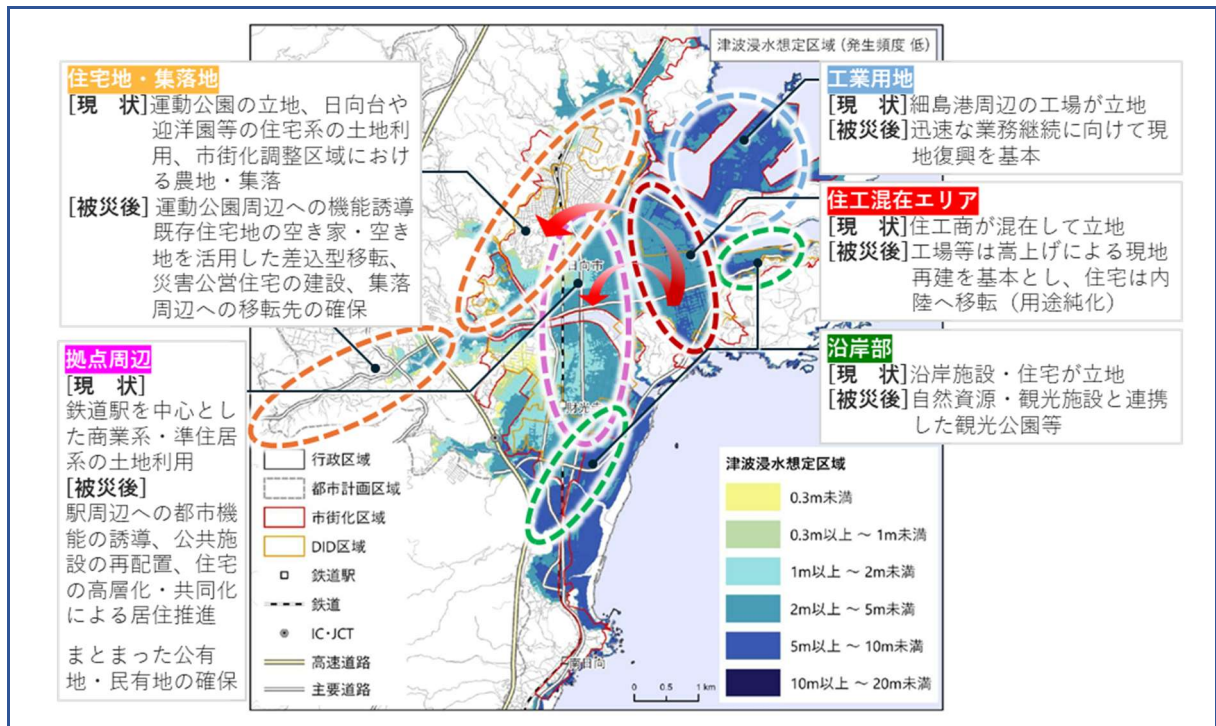 津波浸水想定区域（発生頻度 低）
住宅地・集落地
[現　状]運動公園の立地、日向台や
迎洋園等の住宅系の土地利
用、市街化調整区域におけ
る農地・集落
[被災後]運動公園周辺への機能誘導
既存住宅地の空き家・空き
地を活用した差込型移転、
災害公営住宅の建設、集落
周辺への移転先の確保
工業用地
[現　状]細島港周辺の工場が立地
[被災後]迅速な業務継続に向けて現
地復興を基本
住工混在エリア
[現　状]住工商が混在して立地
[被災後]工場等は嵩上げによる現地
再建を基本とし、住宅は内
陸へ移転（用途純化）
沿岸部
[現　状]沿岸施設・住宅が立地
[被災後]自然資源・観光施設と連携
した観光公園等
拠点周辺
[現　状]
鉄道駅を中心とし
た商業系・準住居
系の土地利用
[被災後]
駅周辺への都市機
能の誘導、公共施
設の再配置、住宅
の高層化・共同化
による居住推進
まとまった公有
地・民有地の確保
日向市
財光寺
南日向
行政区域
都市計画区域
市街化区域
DID区域
鉄道駅
鉄道
IC・JCT
高速道路
主要道路
0 0.5 1 km
津波浸水想定区域
0.3m未満
0.3m以上 ～ 1m未満
1m以上 ～ 2m未満
2m以上 ～ 5m未満
5m以上 ～ 10m未満
10m以上 ～ 20m未満